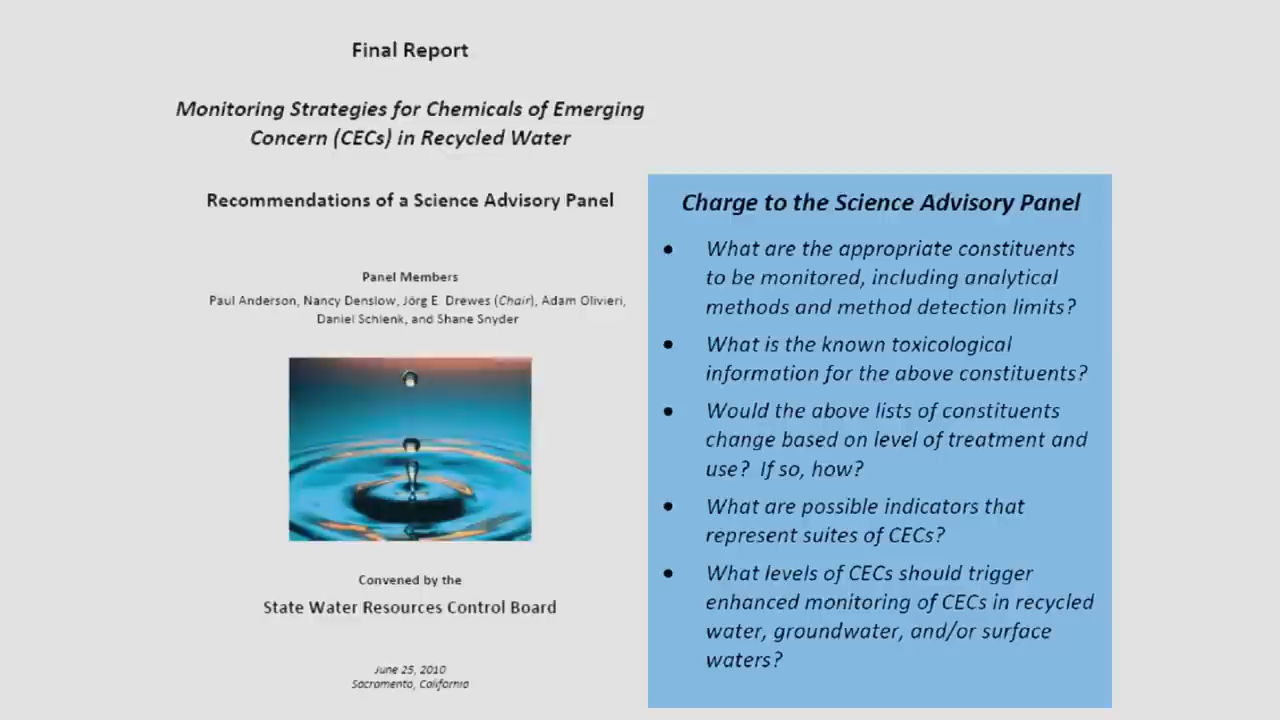 Final Report
Monitoring Strategies for Chemicals of Emerging
Concern (CECs) in Recycled Water
Recommendations of a Science Advisory Panel
Panel Members
Paul Anderson, Nancy Denslow, Jörg E. Drewes (Chair), Adam Olivieri,
Daniel Schlenk, and Shane Snyder
Convened by the
State Water Resources Control Board
June 25, 2010
Sacramento, California
Charge to the Science Advisory Panel
• What are the appropriate constituents
to be monitored, including analytical
methods and method detection limits?
• What is the known toxicological
information for the above constituents?
• Would the above lists of constituents
change based on level of treatment and
use? If so, how?
• What are possible indicators that
represent suites of CECs?
• What levels of CECs should trigger
enhanced monitoring of CECs in recycled
water, groundwater, and/or surface
waters?